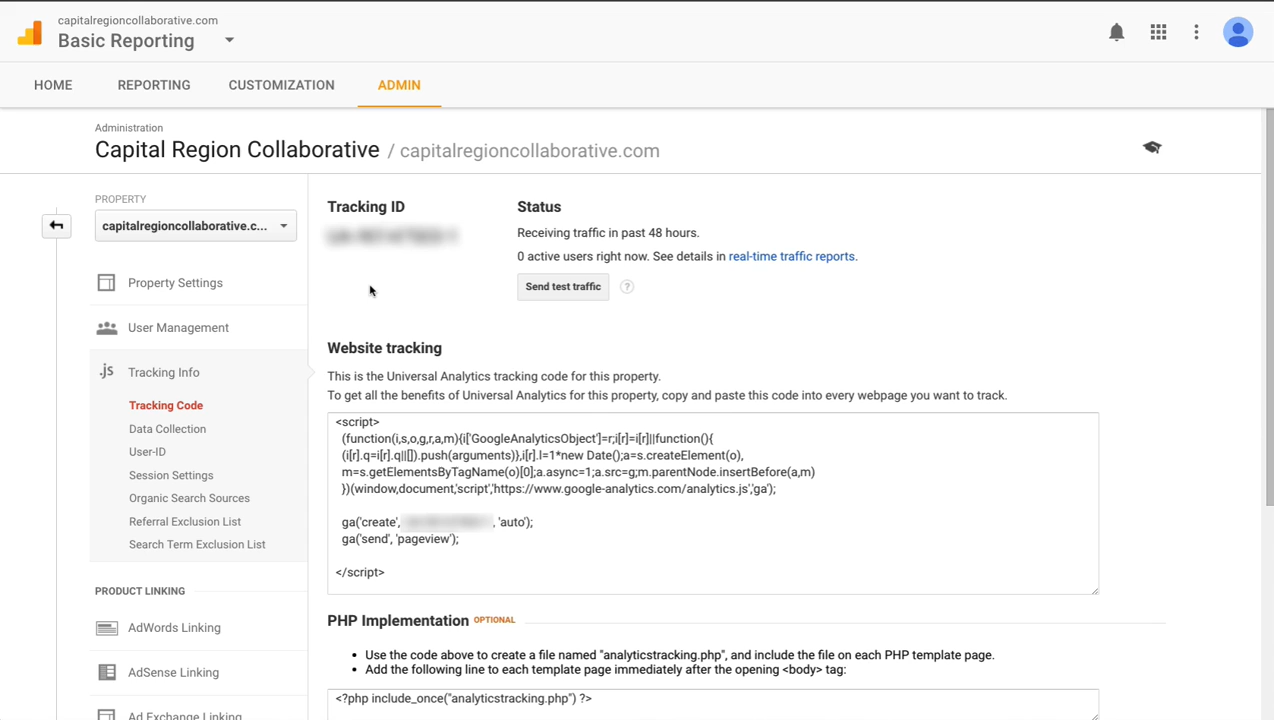 capitalregioncollaborative.com
Basic Reporting
HOME
REPORTING
CUSTOMIZATION
ADMIN
Administration
Capital Region Collaborative / capitalregioncollaborative.com
PROPERTY
capitalregioncollaborative.c...
Property Settings
User Management
.js Tracking Info
Tracking Code
Data Collection
User-ID
Session Settings
Organic Search Sources
Referral Exclusion List
Search Term Exclusion List
PRODUCT LINKING
AdWords Linking
AdSense Linking
Ad Exchange Linking
Tracking ID
Status
Receiving traffic in past 48 hours.
0 active users right now. See details in real-time traffic reports.
Send test traffic
?
Website tracking
This is the Universal Analytics tracking code for this property.
To get all the benefits of Universal Analytics for this property, copy and paste this code into every webpage you want to track.
<script>
(function(i,s,o,g,r,a,m){i['GoogleAnalyticsObject']=r;i[r]=i[r]||function(){
(i[r].q=i[r].q||[]).push(arguments)},i[r].l=1*new Date();a=s.createElement(o),
m=s.getElementsByTagName(o)[0];a.async=1;a.src=g;m.parentNode.insertBefore(a,m)
})(window,document,'script','https://www.google-analytics.com/analytics.js','ga');
ga('create', , 'auto');
ga('send', 'pageview');
</script>
PHP Implementation OPTIONAL
• Use the code above to create a file named "analyticstracking.php", and include the file on each PHP template page.
• Add the following line to each template page immediately after the opening <body> tag:
<?php include_once("analyticstracking.php") ?>